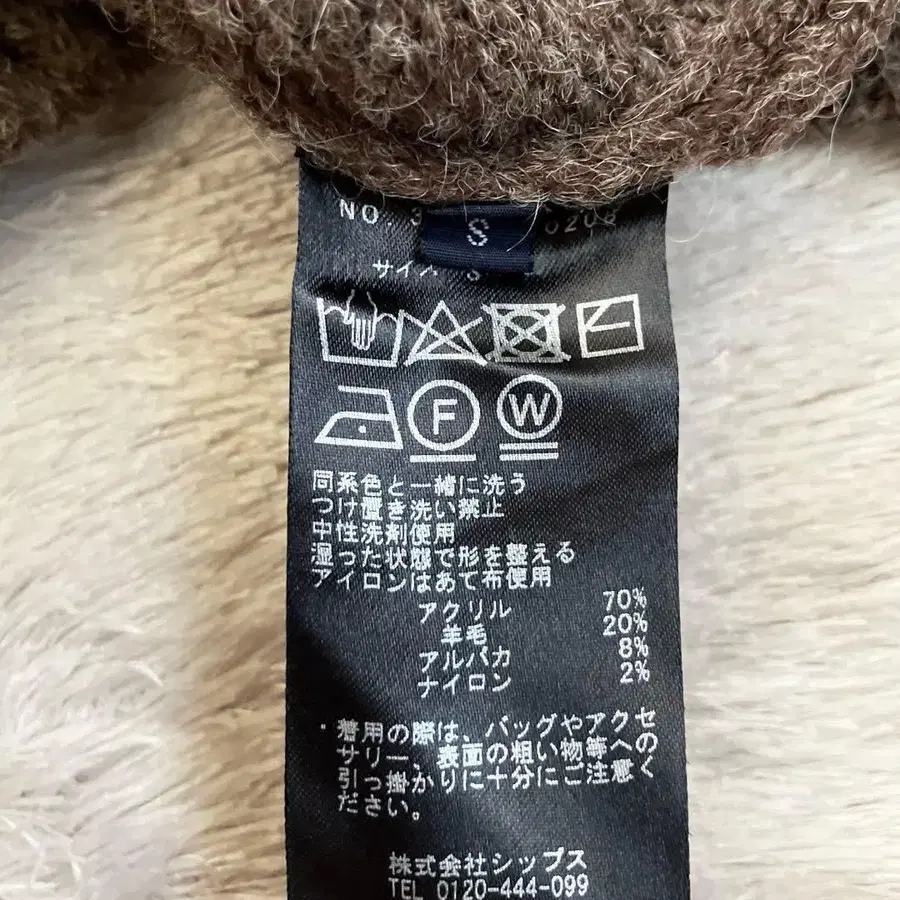 NO. 3
S
0208
サイズ S
F
W
同系色と一緒に洗う
つけ置き洗い禁止
中性洗剤使用
湿った状態で形を整える
アイロンはあて布使用
アクリル 70%
羊毛 20%
アルパカ 8%
ナイロン 2%
・着用の際は、バッグやアクセ
サリー、表面の粗い物等への
引っ掛かりに十分にご注意く
ださい。
株式会社シップス
TEL 0120-444-099